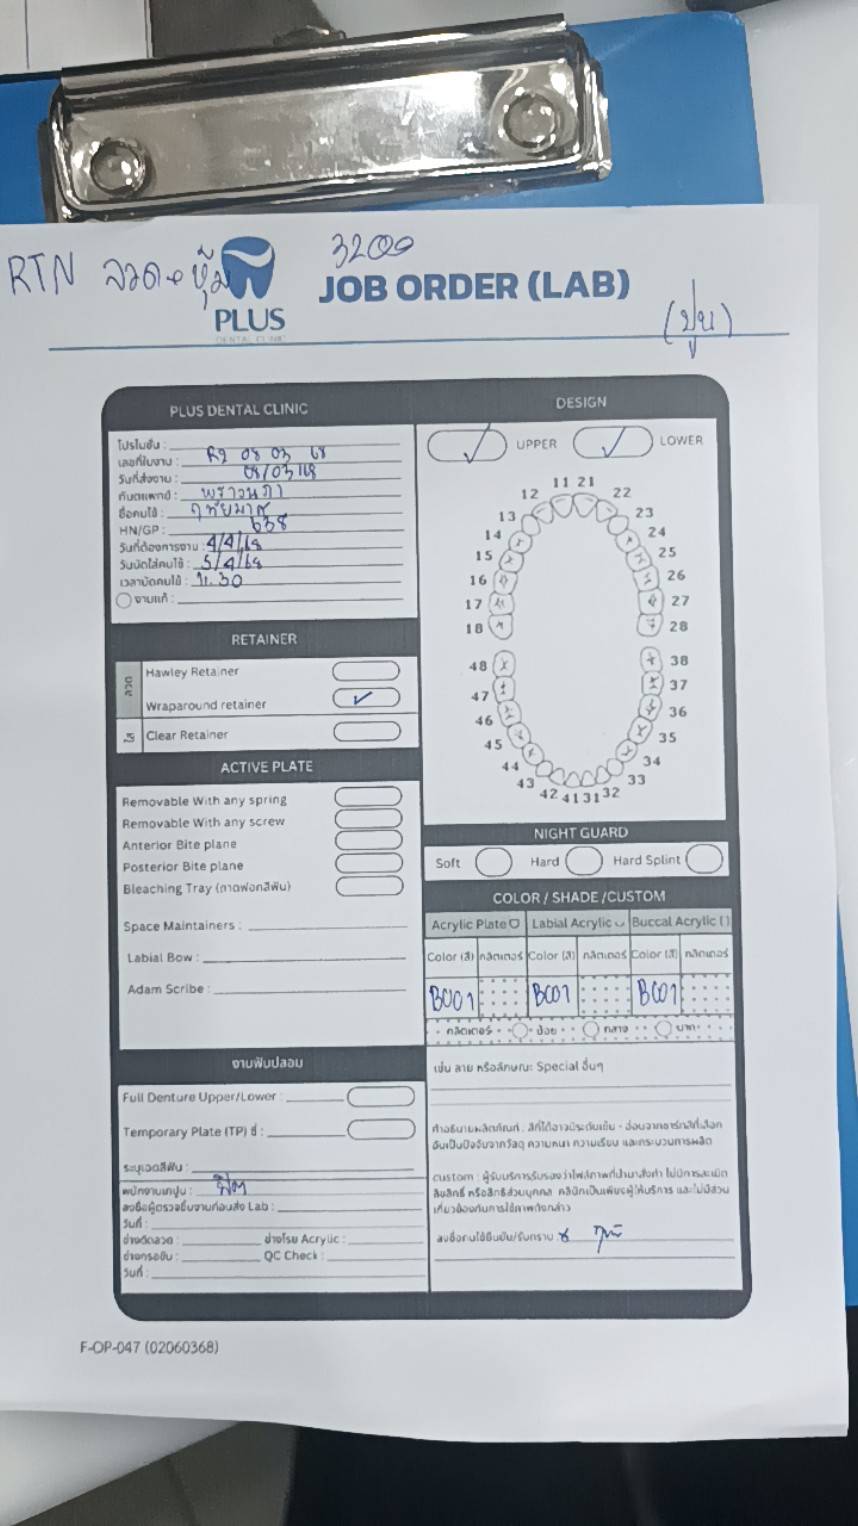 3200
RTN ลวด+หุ้ม
PLUS
DENTAL CLINIC
JOB ORDER (LAB)
(ปูน)
PLUS DENTAL CLINIC
โปรโมชั่น :
เลขที่ใบงาน : R9 08 03 68
วันที่ส่งงาน : 08/03/68
ทันตแพทย์ :
ชื่อคนไข้ :
HN/GP : 638
วันที่ต้องการงาน : 4/4/68
วันนัดใส่คนไข้ : 5/4/68
เวลานัดคนไข้ : 11.30
งานแก้ :
RETAINER
ลวด
Hawley Retainer
Wraparound retainer
ใส
Clear Retainer
ACTIVE PLATE
Removable With any spring
Removable With any screw
Anterior Bite plane
Posterior Bite plane
Bleaching Tray (ถาดฟอกสีฟัน)
Space Maintainers :
Labial Bow :
Adam Scribe :
งานฟันปลอม
Full Denture Upper/Lower :
Temporary Plate (TP) ซี่ :
ระบุเฉดสีฟัน :
พนักงานเทปูน :
ลงชื่อผู้ตรวจชิ้นงานก่อนส่ง Lab :
วันที่ :
ช่างดัดลวด : ช่างโรย Acrylic :
ช่างกรอขัด : QC Check :
วันที่ :
DESIGN
UPPER LOWER
11 21
12 22
13 23
14 24
15 25
16 26
17 27
18 28
48 38
47 37
46 36
45 35
44 34
43 33
42 41 31 32
NIGHT GUARD
Soft Hard Hard Splint
COLOR / SHADE /CUSTOM
Acrylic Plate Labial Acrylic Buccal Acrylic
Color (สี) กลิตเตอร์ Color (สี) กลิตเตอร์ Color (สี) กลิตเตอร์
BC01 BC01 BC01
กลิตเตอร์ น้อย กลาง มาก
เช่น ลาย หรือลักษณะ Special อื่นๆ
คำอธิบายผลิตภัณฑ์ : สีที่ได้อาจมีระดับเข้ม - อ่อนจากชาร์ทสีที่เลือก
อันเป็นปัจจัยจากวัสดุ ความหนา ความเรียบ และกระบวนการผลิต
custom : ผู้รับบริการรับรองว่าไฟล์ภาพที่นำมาสั่งทำ ไม่มีการละเมิด
ลิขสิทธิ์ หรือสิทธิส่วนบุคคล คลินิกเป็นเพียงผู้ให้บริการ และไม่มีส่วน
เกี่ยวข้องกับการใช้ภาพดังกล่าว
ลงชื่อคนไข้ยืนยัน/รับทราบ
F-OP-047 (02060368)